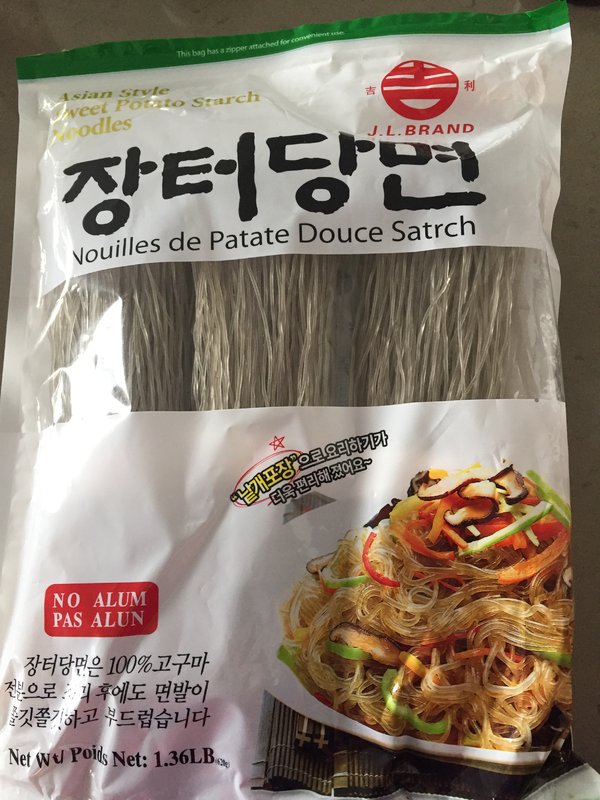 This bag has a zipper attached for convenient use.
Asian Style
Sweet Potato Starch
Noodles
吉 利
J.L.BRAND
장터당면
Nouilles de Patate Douce Satrch
"낱개포장"으로 요리하기가
더욱 편리해졌어요~
NO ALUM
PAS ALUN
장터당면은 100%고구마
전분으로 후에도 면발이
쫄깃쫄깃하고 부드럽습니다
Net Wt/ Poids Net: 1.36LB(620g)